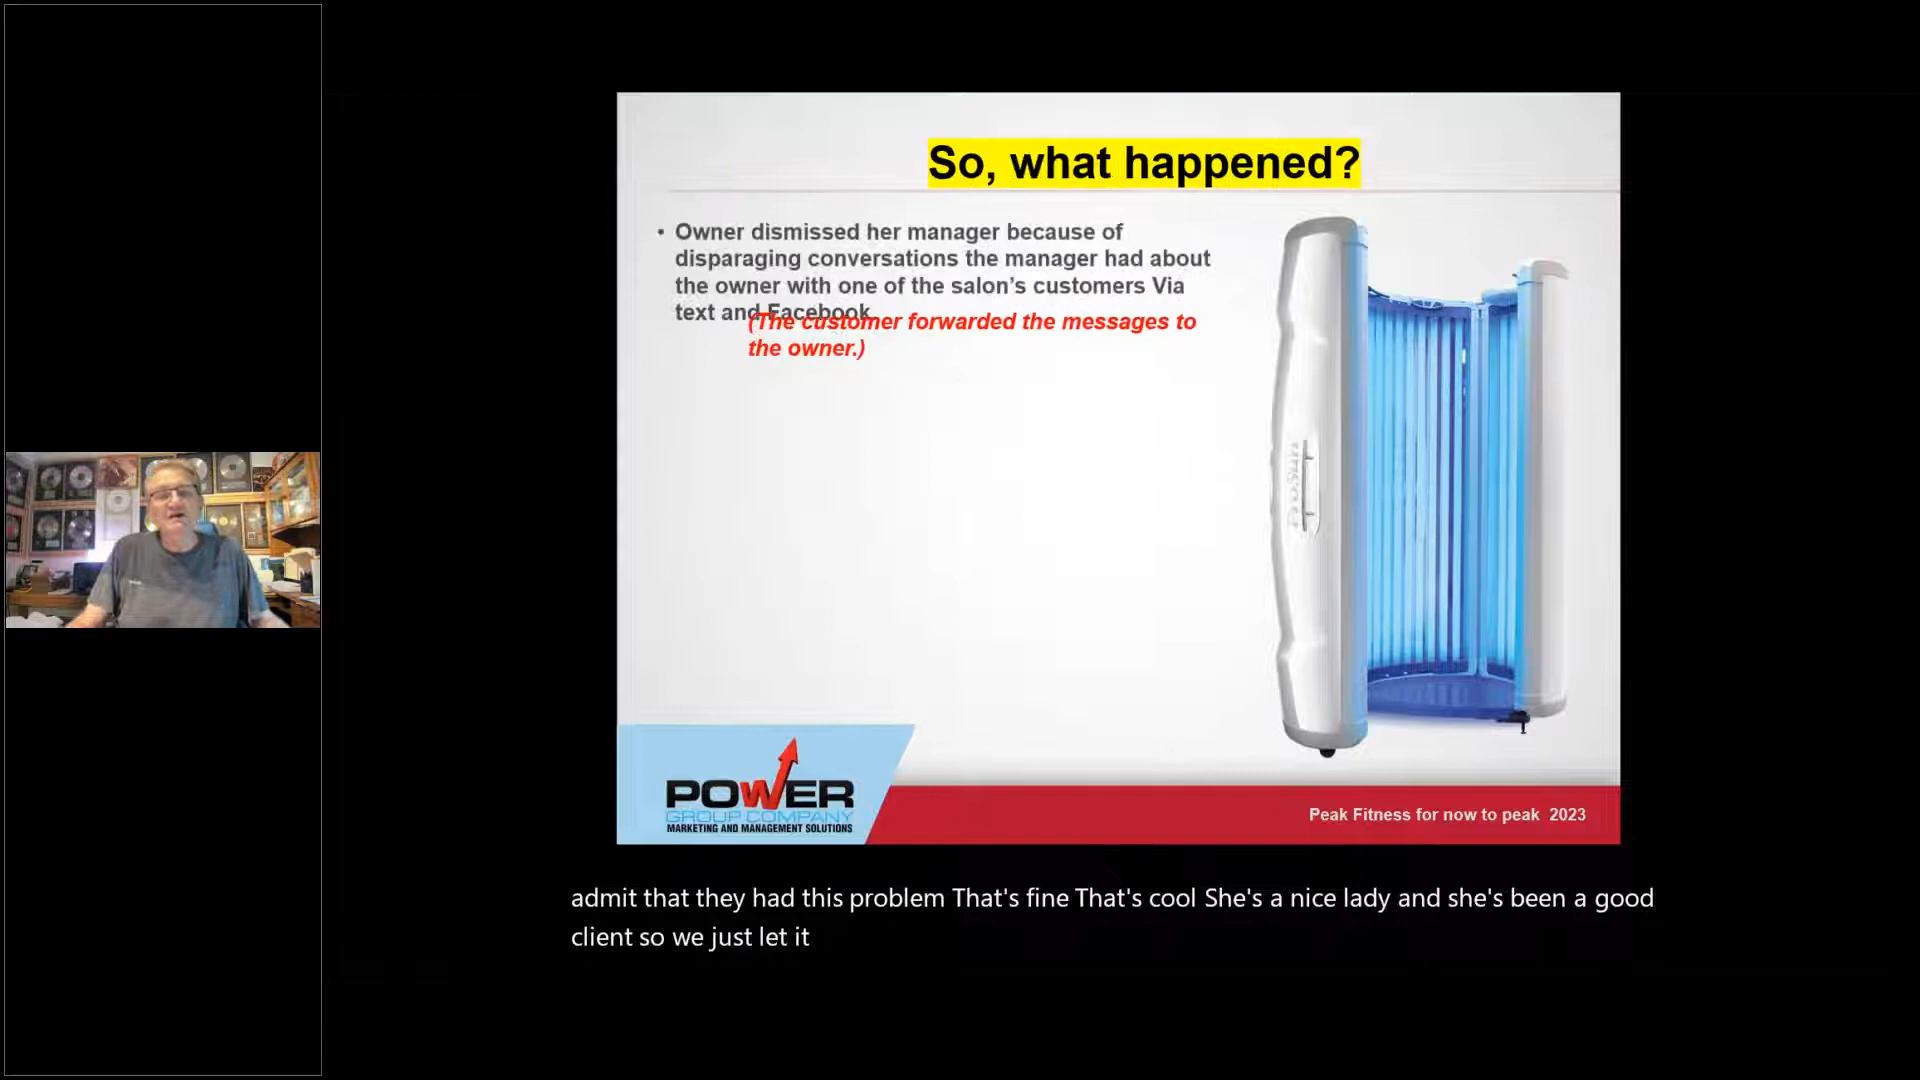 So, what happened?
• Owner dismissed her manager because of
disparaging conversations the manager had about
the owner with one of the salon’s customers Via
text and Facebook.
(The customer forwarded the messages to
the owner.)
ProSun
POWER
GROUP COMPANY
MARKETING AND MANAGEMENT SOLUTIONS
Peak Fitness for now to peak 2023
admit that they had this problem That's fine That's cool She's a nice lady and she's been a good
client so we just let it